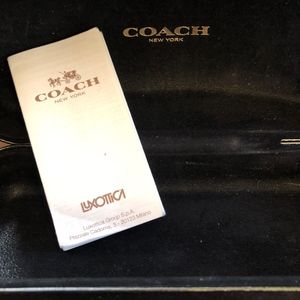 COACH
NEW YORK
COACH
NEW YORK
LUXOTTICA
Luxottica Group S.p.A.
Piazzale Cadorna, 3 - 20123 Milano